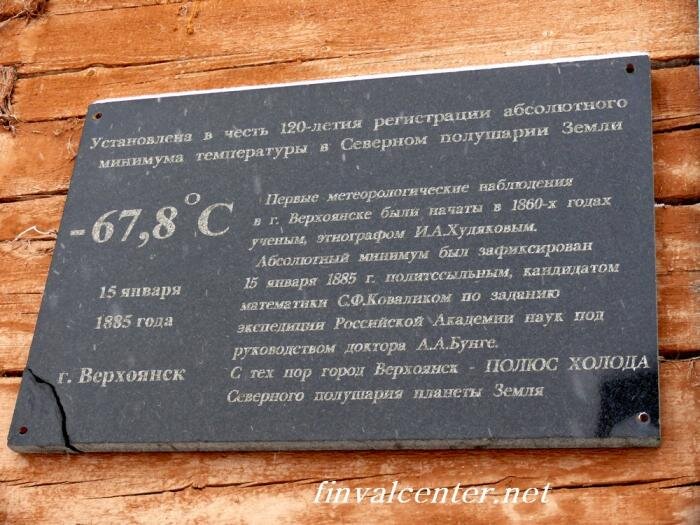 Установлена в честь 120-летия регистрации абсолютного
минимума температуры в Северном полушарии Земли
-67,8°C
15 января
1885 года
г. Верхоянск
Первые метеорологические наблюдения
в г. Верхоянске были начаты в 1860-х годах
ученым, этнографом И.А.Худяковым.
Абсолютный минимум был зафиксирован
15 января 1885 г. политссыльным, кандидатом
математики С.Ф.Коваликом по заданию
экспедиции Российской Академии наук под
руководством доктора А.А.Бунге.
С тех пор город Верхоянск - ПОЛЮС ХОЛОДА
Северного полушария планеты Земля
finvalcenter.net